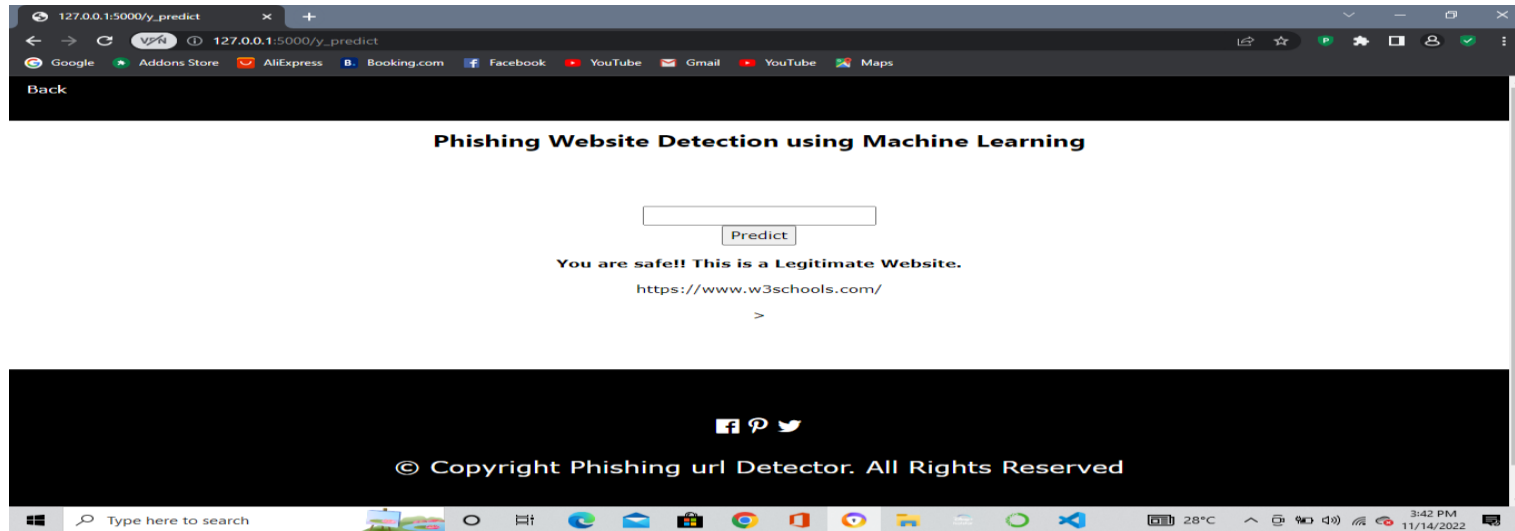 127.0.0.1:5000/y_predict
VPN 127.0.0.1:5000/y_predict
Google Addons Store AliExpress B. Booking.com Facebook YouTube Gmail YouTube Maps
Back
Phishing Website Detection using Machine Learning
Predict
You are safe!! This is a Legitimate Website.
https://www.w3schools.com/
>
© Copyright Phishing url Detector. All Rights Reserved
Type here to search 28°C 3:42 PM
11/14/2022